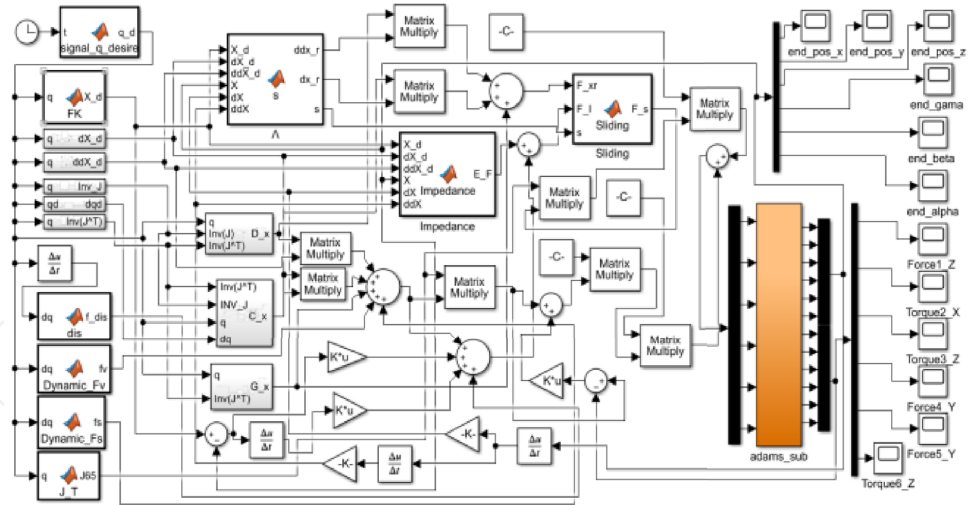 t
q_d
signal_q_desire
q
X_d
FK
q
dX_d
q
ddX_d
q
Inv_J
qd
dqd
q
Inv(J^T)
Δu
Δt
dq
f_dis
dis
dq
fv
Dynamic_Fv
dq
fs
Dynamic_Fs
q
J65
J_T
X_d
dX_d
ddX_d
X
dX
ddX
s
ddx_r
dx_r
s
Λ
Matrix
Multiply
Matrix
Multiply
-C-
F_xr
F_I
s
Sliding
F_s
Sliding
Matrix
Multiply
X_d
dX_d
ddX_d
X
dX
ddX
Impedance
E_F
Impedance
Matrix
Multiply
-C-
q
Inv(J)
Inv(J^T)
D_x
Matrix
Multiply
Matrix
Multiply
Inv(J^T)
INV_J
q
dq
C_x
Matrix
Multiply
-C-
Matrix
Multiply
Matrix
Multiply
q
Inv(J^T)
G_x
K*u
K*u
K*u
Δu
Δt
-K-
Δu
Δt
-K-
Δu
Δt
adams_sub
end_pos_x
end_pos_y
end_pos_z
end_gama
end_beta
end_alpha
Force1_Z
Torque2_X
Torque3_Z
Force4_Y
Force5_Y
Torque6_Z